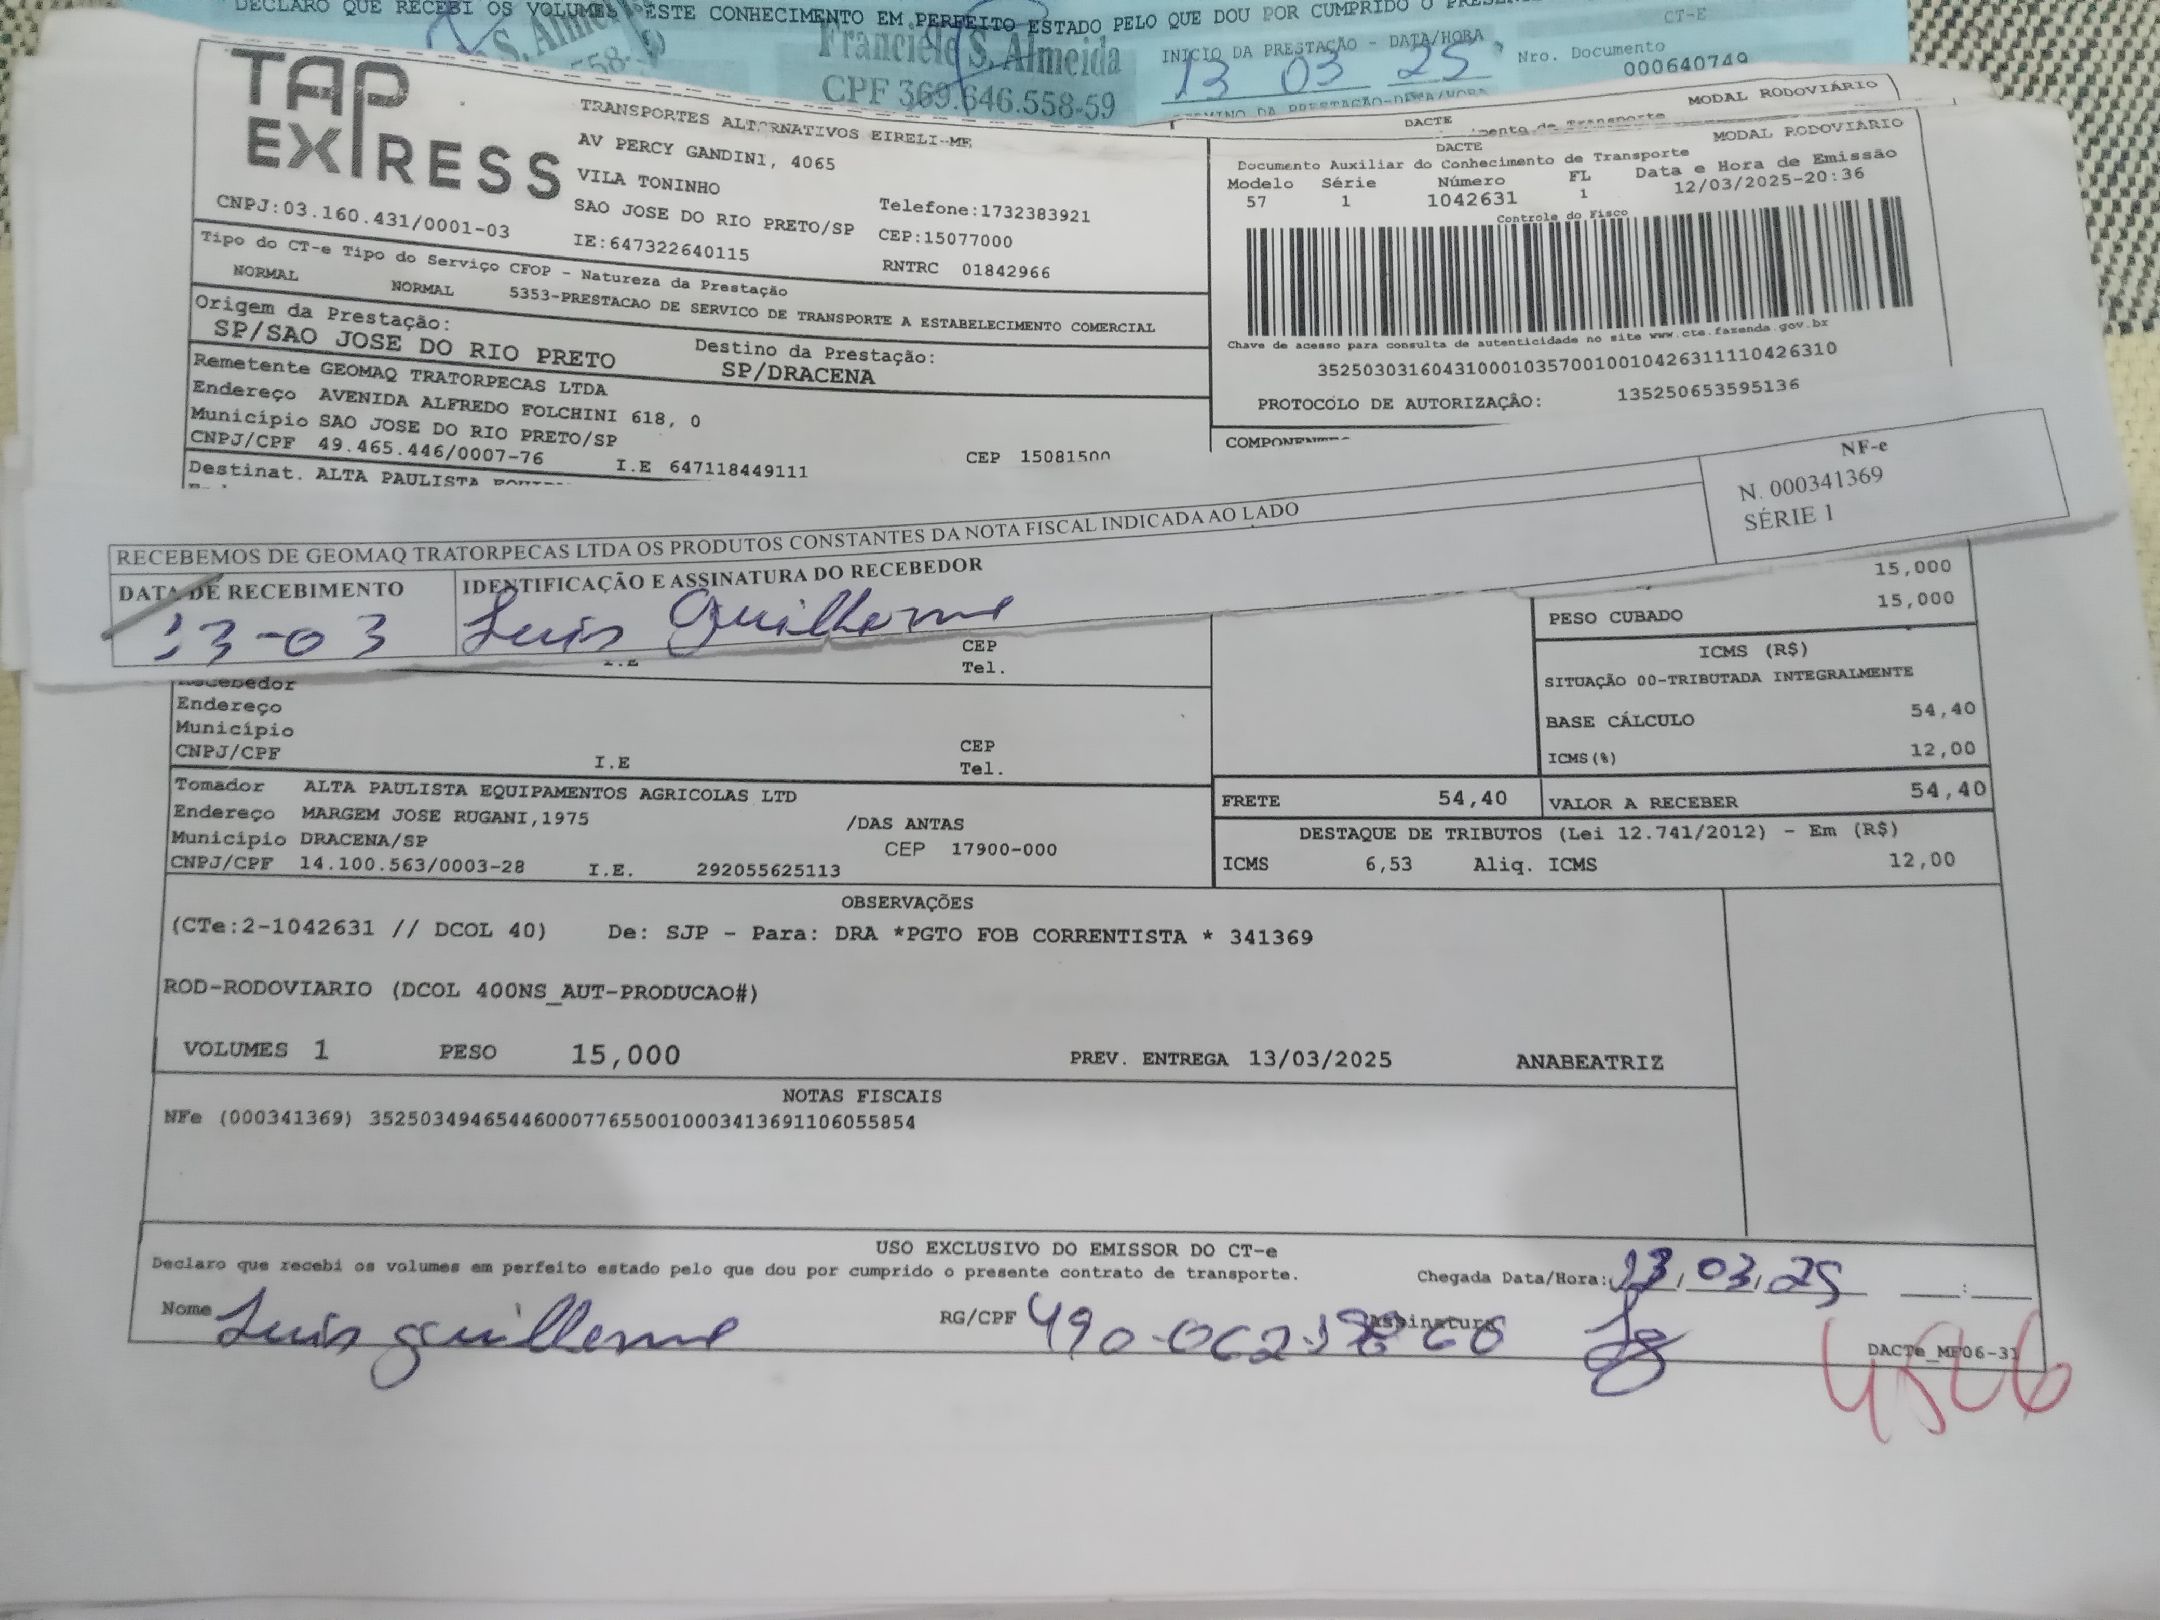 DECLARO QUE RECEBI OS VOLUMES DESTE CONHECIMENTO EM PERFEITO ESTADO PELO QUE DOU POR CUMPRIDO O
S. Almeida
558-
Franciele S. Almeida
CPF 369.646.558-59
INICIO DA PRESTAÇÃO - DATA/HORA
13 03 25
CT-E
Nro. Documento
000640749
TAP EXPRESS
CNPJ:03.160.431/0001-03
TRANSPORTES ALTERNATIVOS EIRELI-ME
AV PERCY GANDINI, 4065
VILA TONINHO
SAO JOSE DO RIO PRETO/SP
IE:647322640115
Telefone:1732383921
CEP:15077000
RNTRC 01842966
DACTE MODAL RODOVIÁRIO
DACTE MODAL RODOVIÁRIO
Documento Auxiliar do Conhecimento de Transporte
Modelo Série Número FL Data e Hora de Emissão
57 1 1042631 1 12/03/2025-20:36
Controle do Fisco
Chave de acesso para consulta de autenticidade no site www.cte.fazenda.gov.br
35250303160431000103570010010426311110426310
PROTOCOLO DE AUTORIZAÇÃO: 135250653595136
Tipo do CT-e Tipo do Serviço CFOP - Natureza da Prestação
NORMAL NORMAL 5353-PRESTACAO DE SERVICO DE TRANSPORTE A ESTABELECIMENTO COMERCIAL
Origem da Prestação:
SP/SAO JOSE DO RIO PRETO
Destino da Prestação:
SP/DRACENA
Remetente GEOMAQ TRATORPECAS LTDA
Endereço AVENIDA ALFREDO FOLCHINI 618, 0
Município SAO JOSE DO RIO PRETO/SP
CNPJ/CPF 49.465.446/0007-76 I.E 647118449111 CEP 15081500
Destinat. ALTA PAULISTA
NF-e
N. 000341369
SÉRIE 1
RECEBEMOS DE GEOMAQ TRATORPECAS LTDA OS PRODUTOS CONSTANTES DA NOTA FISCAL INDICADA AO LADO
DATA DE RECEBIMENTO IDENTIFICAÇÃO E ASSINATURA DO RECEBEDOR
13-03 Luis Guilherme
15,000
PESO CUBADO 15,000
ICMS (R$)
SITUAÇÃO 00-TRIBUTADA INTEGRALMENTE
BASE CÁLCULO 54,40
ICMS(%) 12,00
I.E CEP
Tel.
Recebedor
Endereço
Município
CNPJ/CPF I.E CEP
Tel.
Tomador ALTA PAULISTA EQUIPAMENTOS AGRICOLAS LTD
Endereço MARGEM JOSE RUGANI,1975 /DAS ANTAS
Município DRACENA/SP CEP 17900-000
CNPJ/CPF 14.100.563/0003-28 I.E. 292055625113
FRETE 54,40 VALOR A RECEBER 54,40
DESTAQUE DE TRIBUTOS (Lei 12.741/2012) - Em (R$)
ICMS 6,53 Aliq. ICMS 12,00
OBSERVAÇÕES
(CTe:2-1042631 // DCOL 40) De: SJP - Para: DRA *PGTO FOB CORRENTISTA * 341369
ROD-RODOVIARIO (DCOL 400NS_AUT-PRODUCAO#)
VOLUMES 1 PESO 15,000 PREV. ENTREGA 13/03/2025 ANABEATRIZ
NOTAS FISCAIS
NFe (000341369) 35250349465446000776550010003413691106055854
USO EXCLUSIVO DO EMISSOR DO CT-e
Declaro que recebi os volumes em perfeito estado pelo que dou por cumprido o presente contrato de transporte. Chegada Data/Hora: 13/03/25 :
Nome Luis Guilherme RG/CPF Assinatura
DACTe_MF06-31